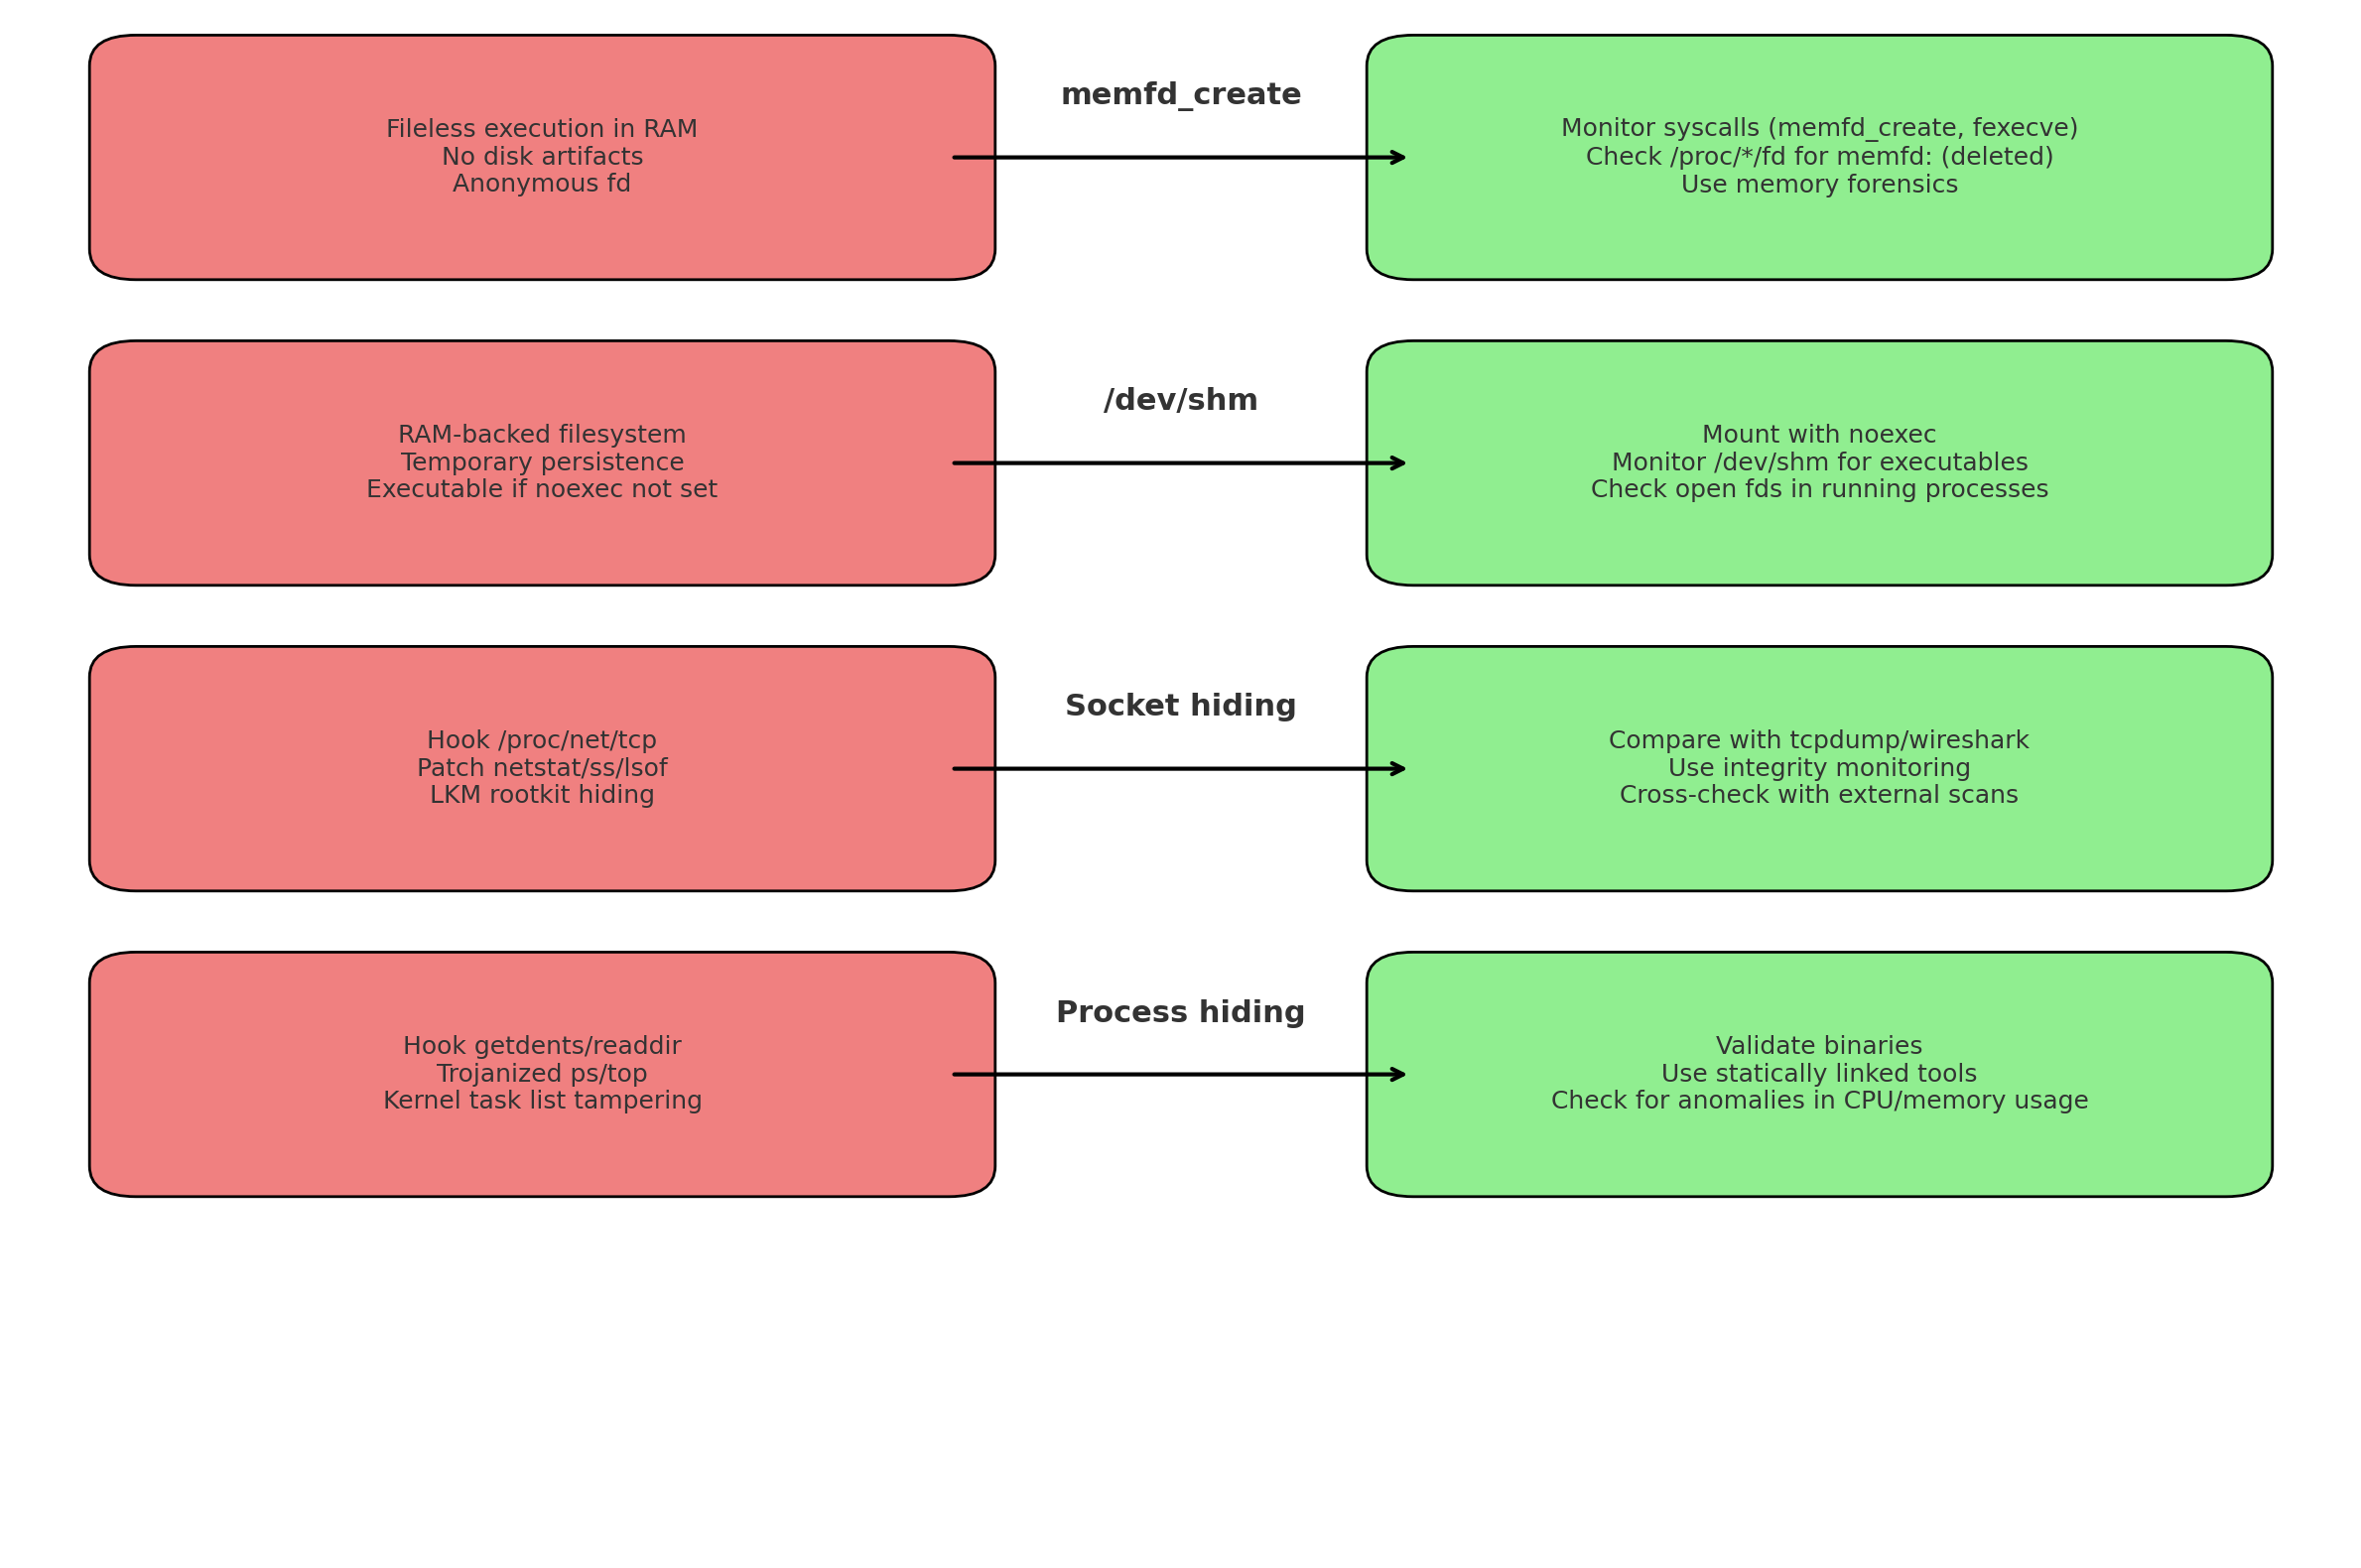 Fileless execution in RAM
No disk artifacts
Anonymous fd
memfd_create
Monitor syscalls (memfd_create, fexecve)
Check /proc/*/fd for memfd: (deleted)
Use memory forensics
RAM-backed filesystem
Temporary persistence
Executable if noexec not set
/dev/shm
Mount with noexec
Monitor /dev/shm for executables
Check open fds in running processes
Hook /proc/net/tcp
Patch netstat/ss/lsof
LKM rootkit hiding
Socket hiding
Compare with tcpdump/wireshark
Use integrity monitoring
Cross-check with external scans
Hook getdents/readdir
Trojanized ps/top
Kernel task list tampering
Process hiding
Validate binaries
Use statically linked tools
Check for anomalies in CPU/memory usage